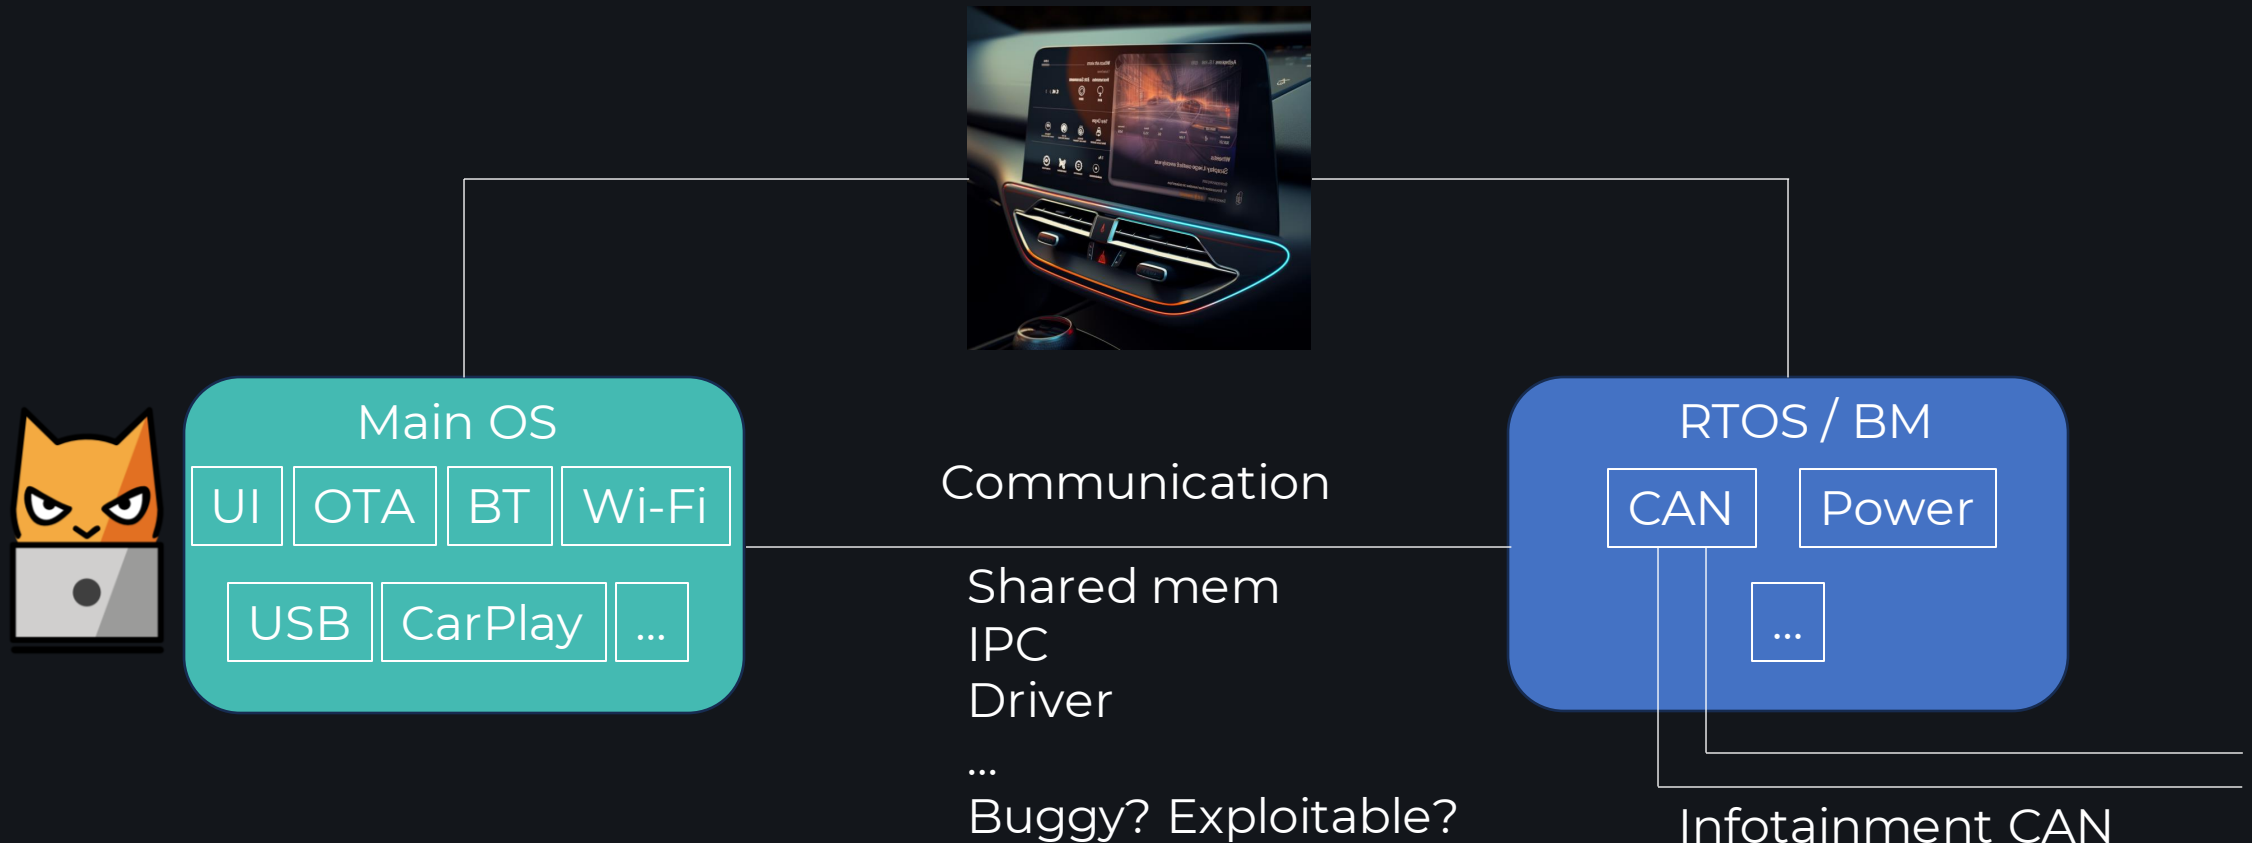 Main OS
UI
OTA
BT
Wi-Fi
USB
CarPlay
...
Communication
Shared mem
IPC
Driver
...
Buggy? Exploitable?
RTOS / BM
CAN
Power
...
Infotainment CAN